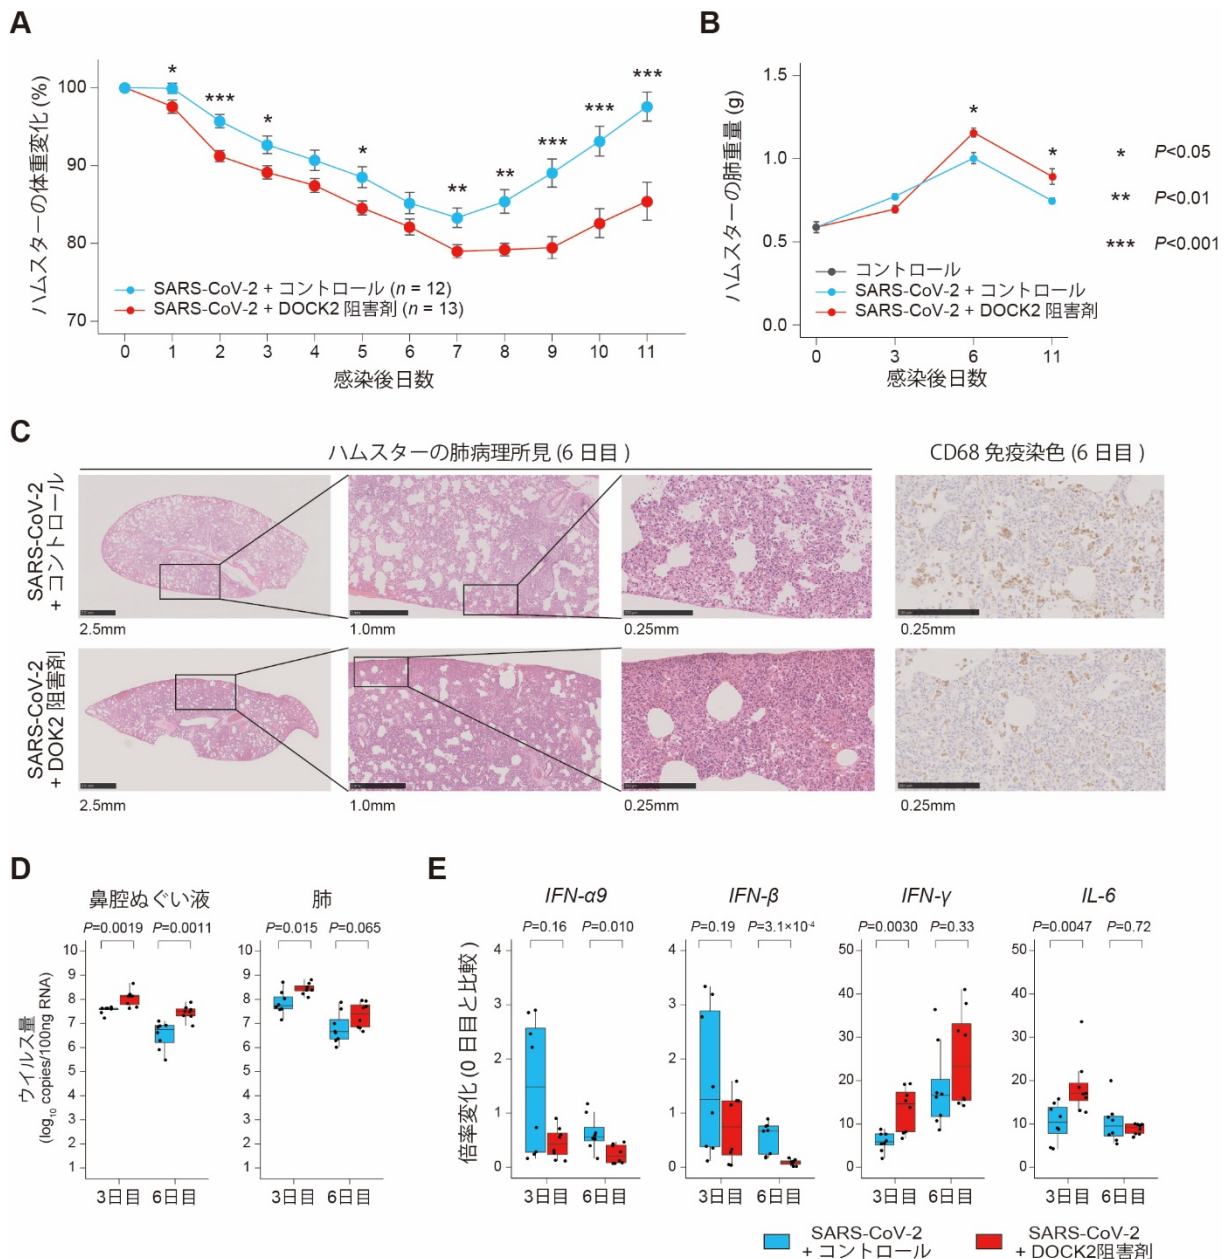 A
ハムスターの体重変化 (%)
100
90
80
70
*
***
*
*
**
**
***
***
***
SARS-CoV-2 + コントロール (n = 12)
SARS-CoV-2 + DOCK2 阻害剤 (n = 13)
0 1 2 3 4 5 6 7 8 9 10 11
感染後日数
B
ハムスターの肺重量 (g)
1.5
1.0
0.5
0.0
*
*
* P<0.05
** P<0.01
*** P<0.001
コントロール
SARS-CoV-2 + コントロール
SARS-CoV-2 + DOCK2 阻害剤
0 3 6 11
感染後日数
C
ハムスターの肺病理所見 (6 日目 )
CD68 免疫染色 (6 日目 )
SARS-CoV-2
+ コントロール
2.5mm 1.0mm 0.25mm 0.25mm
SARS-CoV-2
+ DOK2 阻害剤
2.5mm 1.0mm 0.25mm 0.25mm
D
鼻腔ぬぐい液 肺
P=0.0019 P=0.0011 P=0.015 P=0.065
ウイルス量
(log10 copies/100ng RNA)
10 10
9 9
8 8
7 7
6 6
5 5
4 4
3 3
2 2
1 1
3日目 6日目 3日目 6日目
E
IFN-α9 IFN-β IFN-γ IL-6
P=0.16 P=0.010 P=0.19 P=3.1×10-4 P=0.0030 P=0.33 P=0.0047 P=0.72
倍率変化 (0 日目と比較)
4 4 50 50
3 3 40 40
2 2 30 30
1 1 20 20
0 0 10 10
0 0
3日目 6日目 3日目 6日目 3日目 6日目 3日目 6日目
SARS-CoV-2
+ コントロール
SARS-CoV-2
+ DOCK2阻害剤